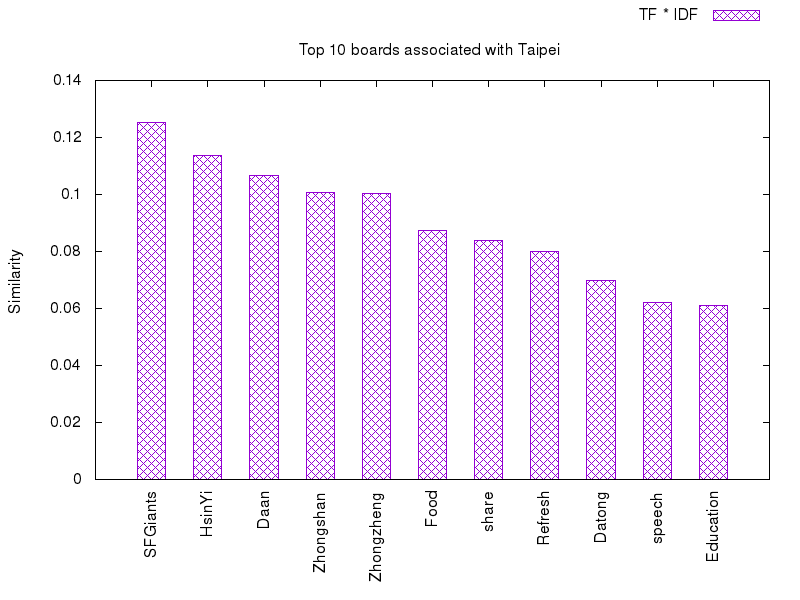 TF * IDF
Top 10 boards associated with Taipei
0.14
0.12
0.1
0.08
0.06
0.04
0.02
0
Similarity
SFGiants
HsinYi
Daan
Zhongshan
Zhongzheng
Food
share
Refresh
Datong
speech
Education